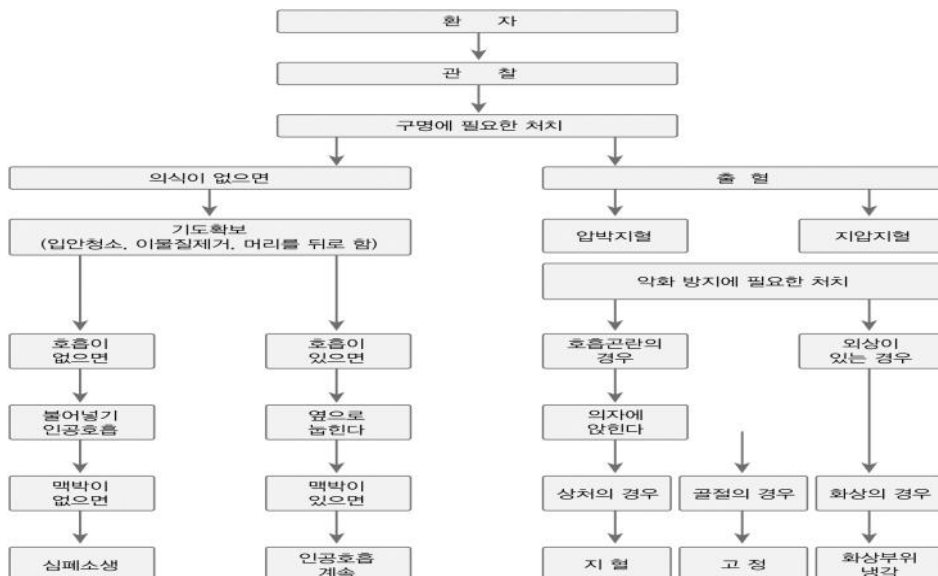 환 자
관 찰
구명에 필요한 처치
의식이 없으면
출 혈
기도확보
(입안청소, 이물질제거, 머리를 뒤로 함)
압박지혈
지압지혈
악화 방지에 필요한 처치
호흡이
없으면
호흡이
있으면
호흡곤란의
경우
외상이
있는 경우
불어넣기
인공호흡
옆으로
눕힌다
의자에
앉힌다
맥박이
없으면
맥박이
있으면
상처의 경우
골절의 경우
화상의 경우
심폐소생
인공호흡
계속
지 혈
고 정
화상부위
냉각